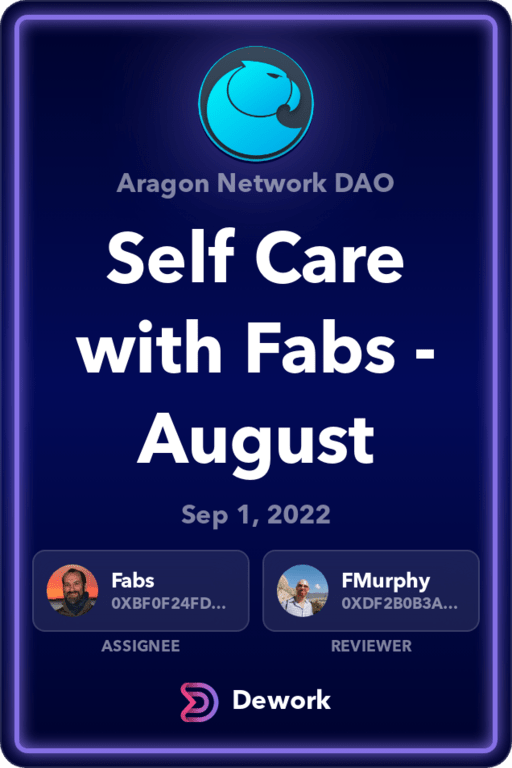 Aragon Network DAO
Self Care
with Fabs -
August
Sep 1, 2022
Fabs
0XBF0F24FD...
ASSIGNEE
FMurphy
0XDF2B0B3A...
REVIEWER
Dework